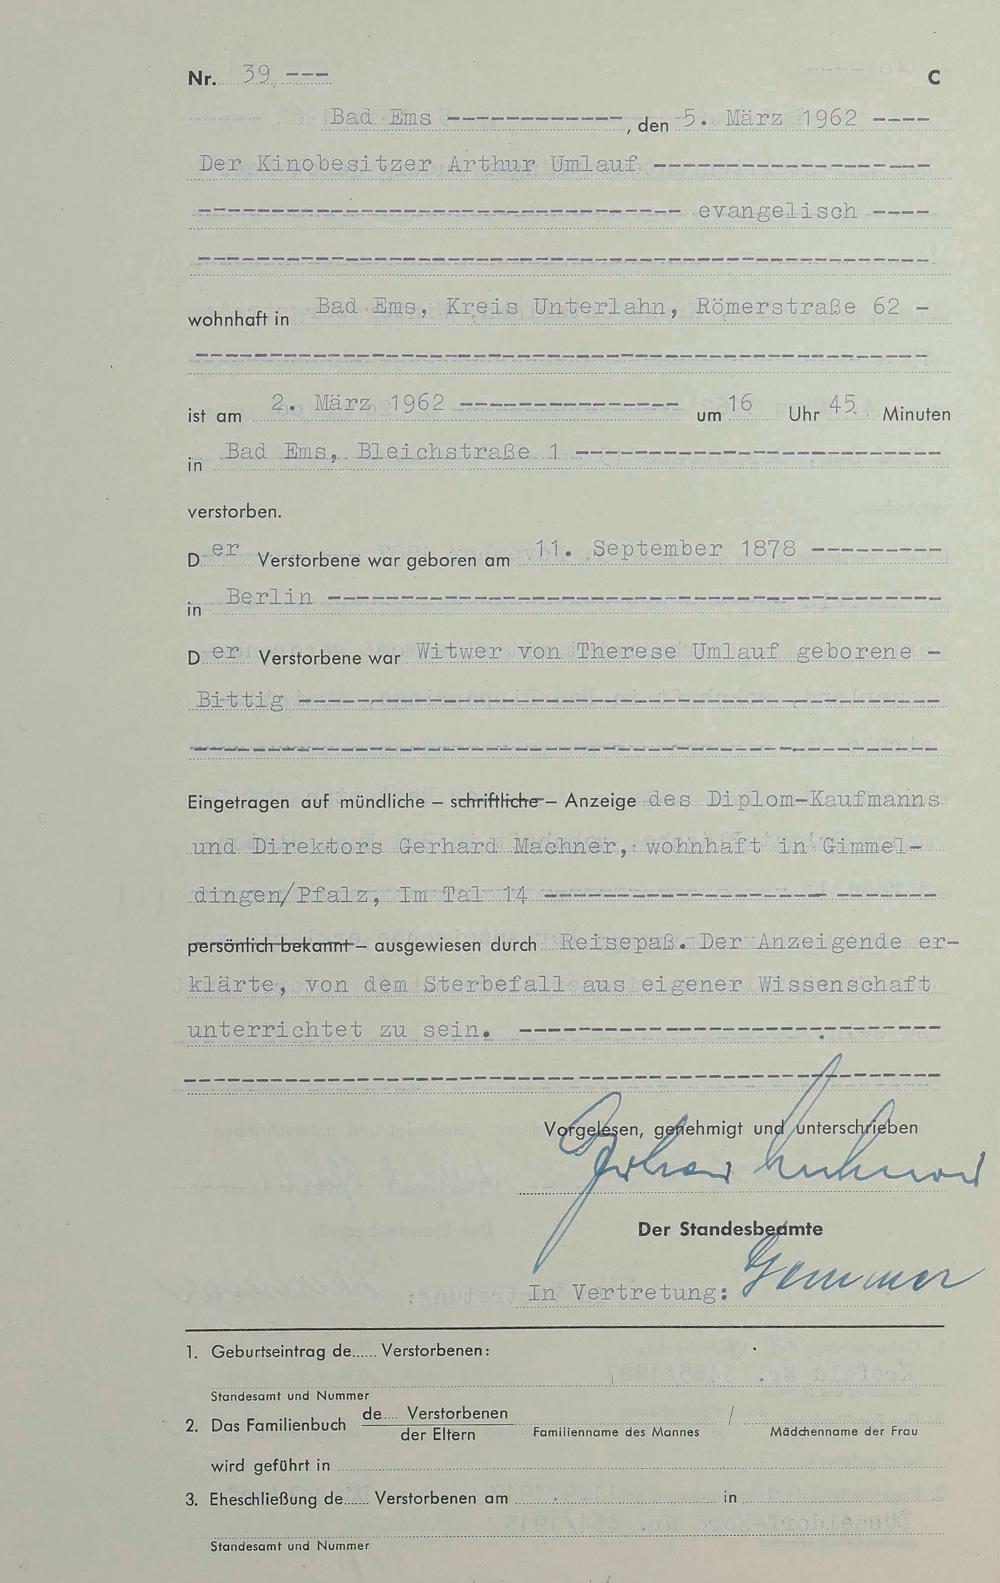 Nr. 39 --- C
Bad Ems ------------, den 5. März 1962 ----
Der Kinobesitzer Arthur Umlauf -------------------
--------------------------------- evangelisch ----
--------------------------------------------------
wohnhaft in Bad Ems, Kreis Unterlahn, Römerstraße 62 -
--------------------------------------------------
ist am 2. März 1962 --------------- um 16 Uhr 45 Minuten
in Bad Ems, Bleichstraße 1 -------------------------
verstorben.
Der Verstorbene war geboren am 11. September 1878 ---------
in Berlin ------------------------------------------
Der Verstorbene war Witwer von Therese Umlauf geborene -
Bittig --------------------------------------------
---------------------------------------------------
Eingetragen auf mündliche – schriftliche – Anzeige des Diplom-Kaufmanns
und Direktors Gerhard Machner, wohnhaft in Gimmel-
dingen/Pfalz, Im Tal 14 ---------------------------
persönlich bekannt – ausgewiesen durch Reisepaß. Der Anzeigende er-
klärte, von dem Sterbefall aus eigener Wissenschaft
unterrichtet zu sein. -----------------------------
----------------------------------------------------
Vorgelesen, genehmigt und unterschrieben
Gerhard Machner
Der Standesbeamte
In Vertretung: Gemmer
1. Geburtseintrag de...... Verstorbenen:
Standesamt und Nummer
2. Das Familienbuch de.... Verstorbenen /
der Eltern Familienname des Mannes Mädchenname der Frau
wird geführt in
3. Eheschließung de...... Verstorbenen am in
Standesamt und Nummer